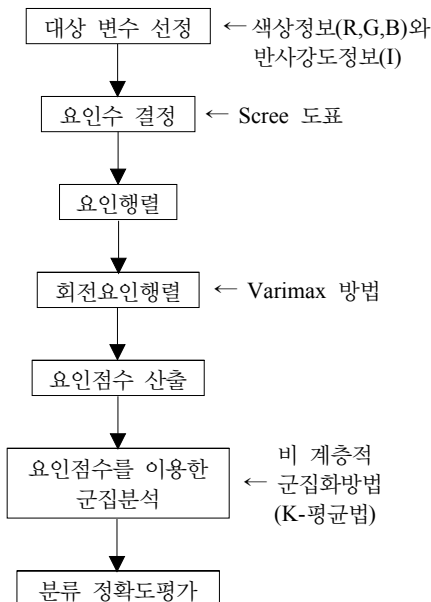 대상 변수 선정 ← 색상정보(R,G,B)와
반사강도정보(I)
요인수 결정 ← Scree 도표
요인행렬
회전요인행렬 ← Varimax 방법
요인점수 산출
요인점수를 이용한
군집분석
← 비 계층적
군집화방법
(K-평균법)
분류 정확도평가